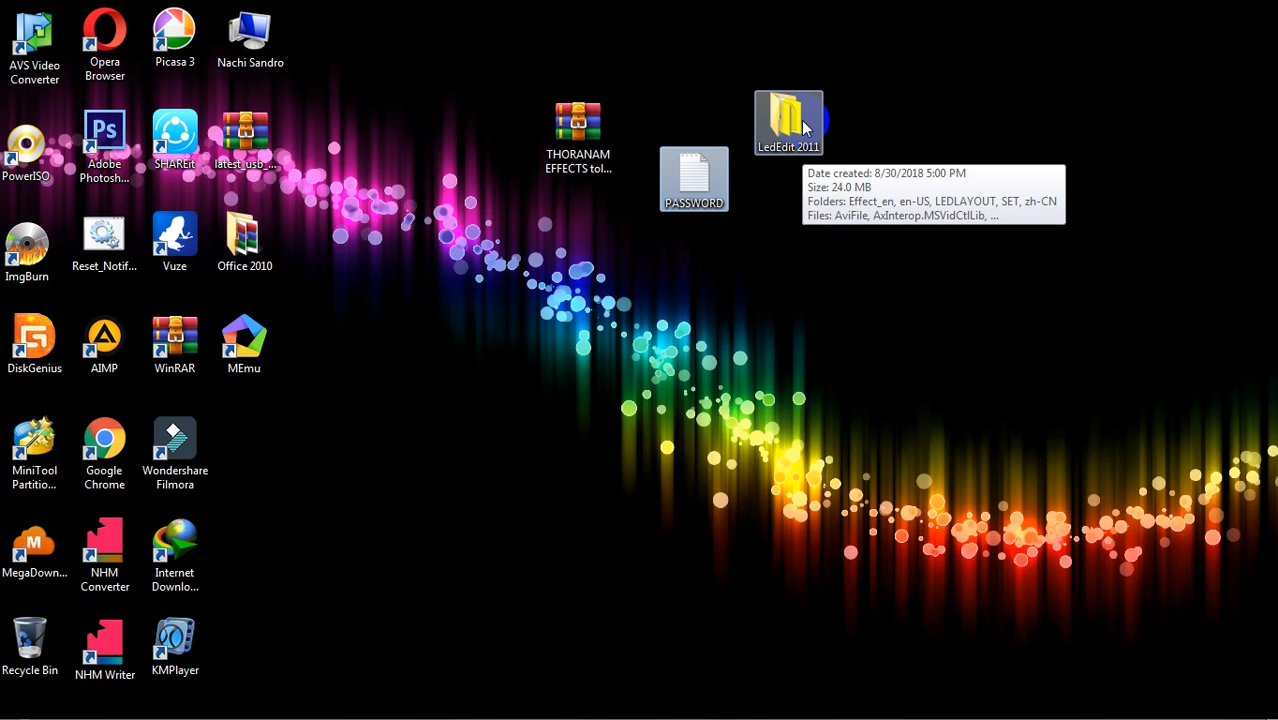 AVS Video
Converter
Opera
Browser
Picasa 3
Nachi Sandro
PowerISO
Ps
Adobe
Photosh...
SHAREit
latest_usb_...
ImgBurn
Reset_Notif...
Vuze
Office 2010
DiskGenius
AIMP
WinRAR
MEmu
MiniTool
Partitio...
Google
Chrome
Wondershare
Filmora
M
MegaDown...
NHM
Converter
Internet
Downlo...
Recycle Bin
NHM Writer
KMPlayer
THORANAM
EFFECTS tol...
PASSWORD
LedEdit 2011
Date created: 8/30/2018 5:00 PM
Size: 24.0 MB
Folders: Effect_en, en-US, LEDLAYOUT, SET, zh-CN
Files: AviFile, AxInterop.MSVidCtlLib, ...